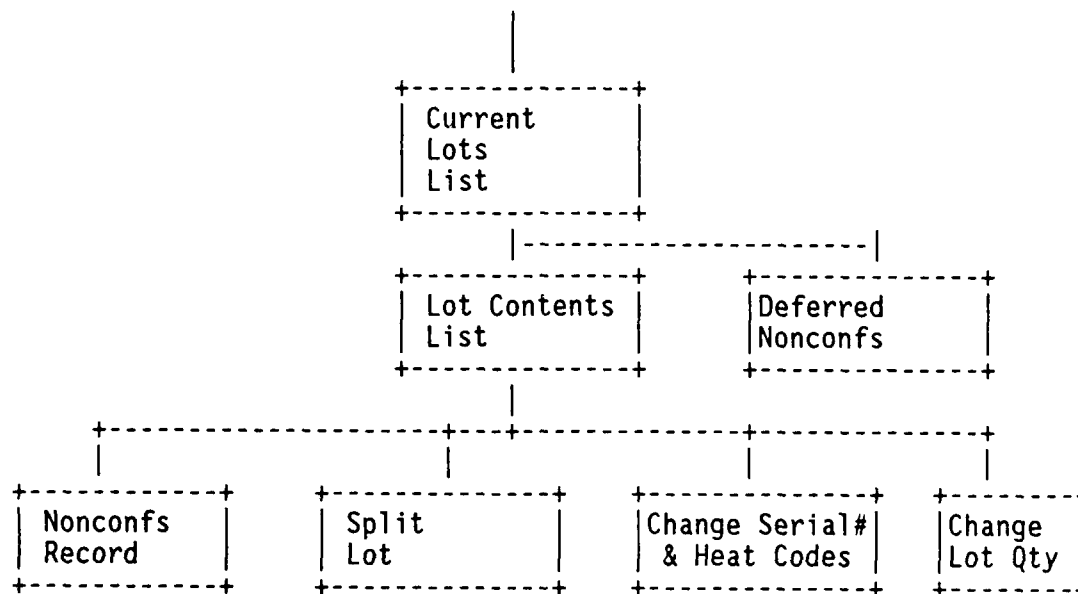 Current
Lots
List
Lot Contents
List
Deferred
Nonconfs
Nonconfs
Record
Split
Lot
Change Serial#
& Heat Codes
Change
Lot Qty